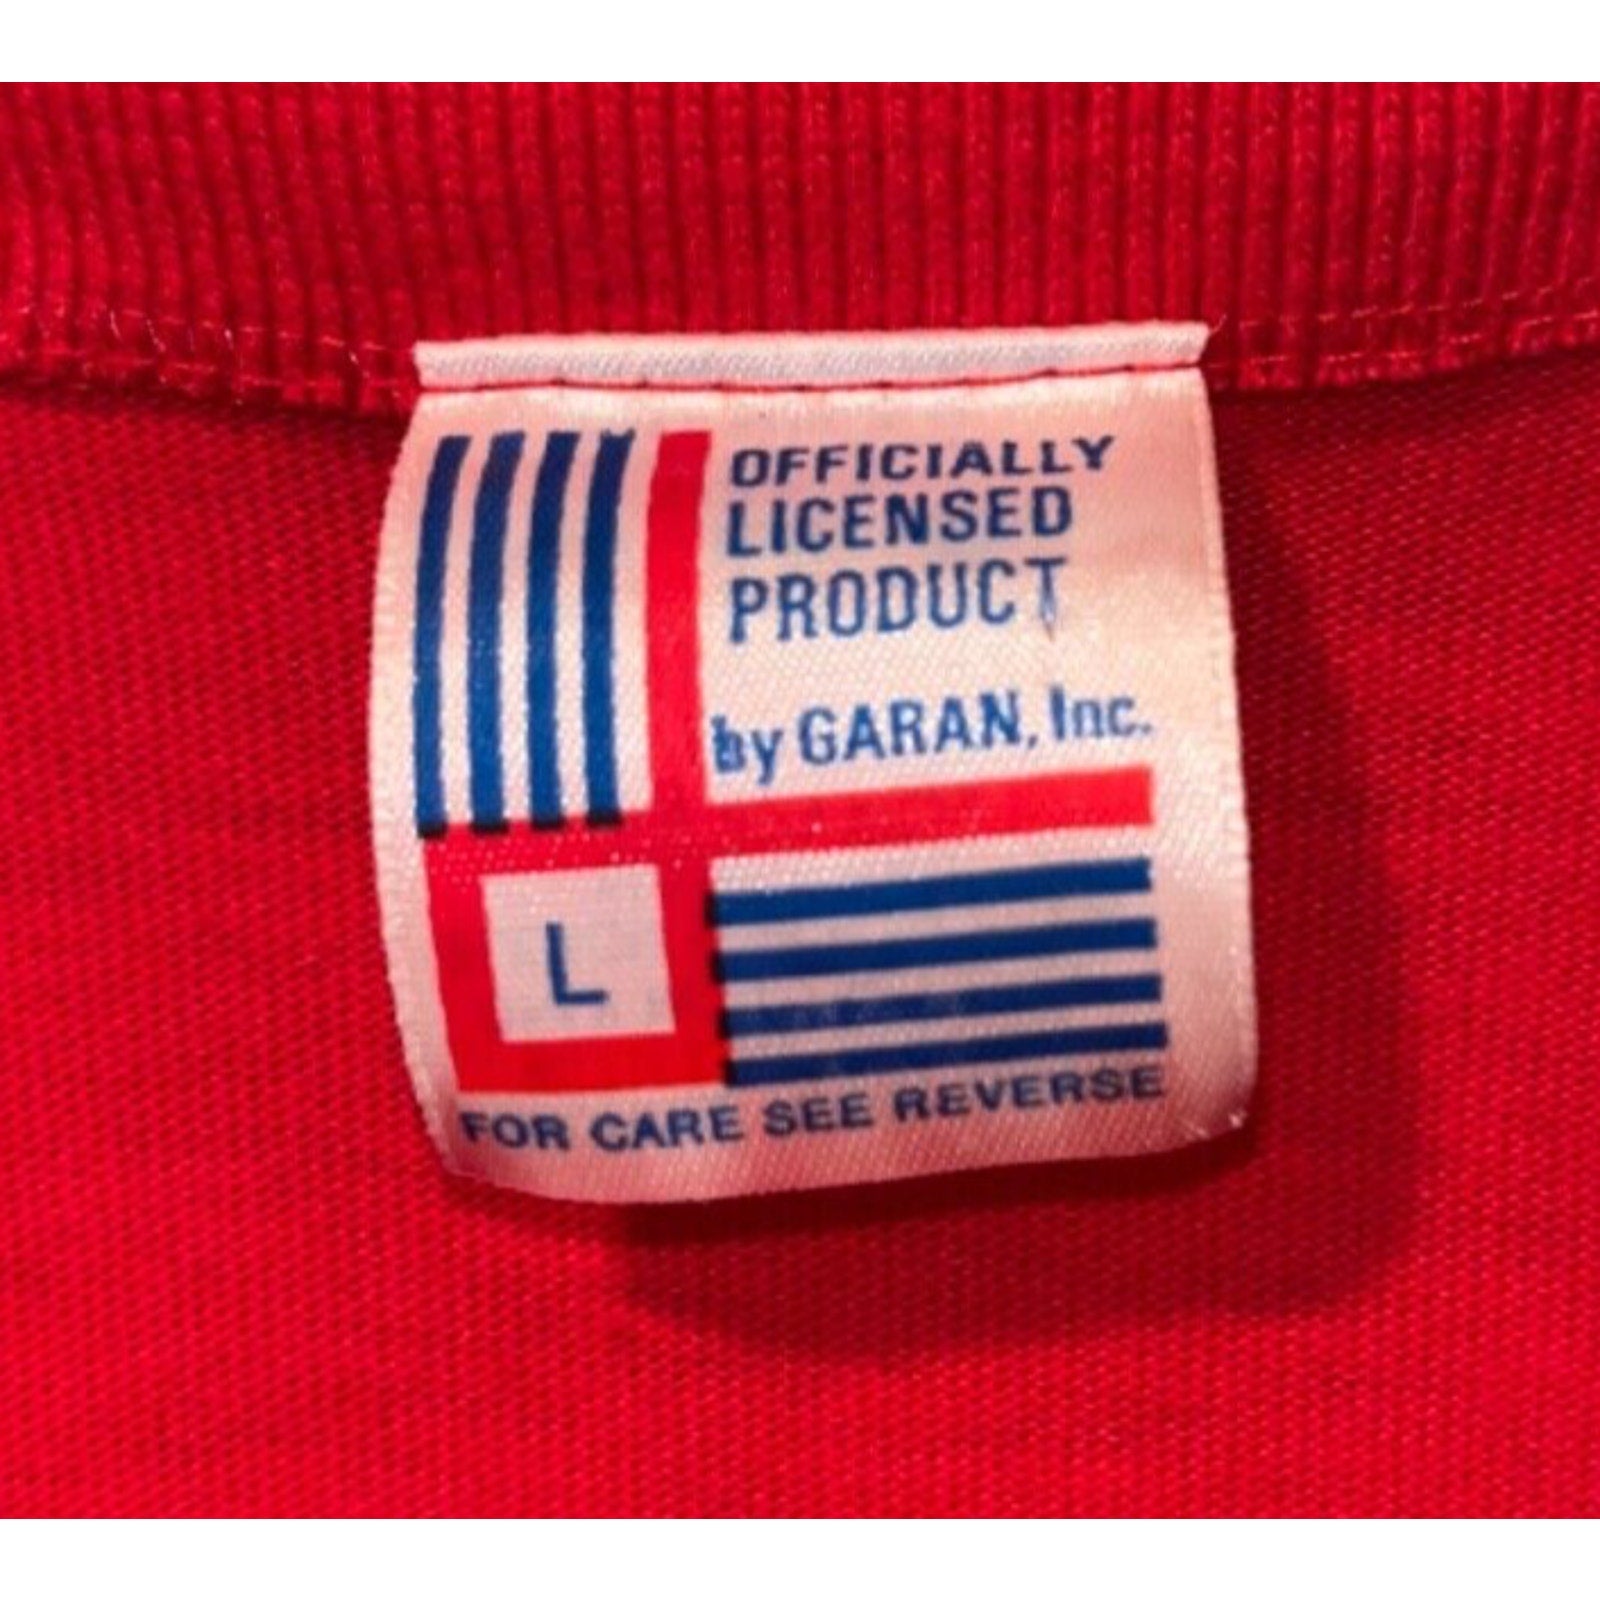 OFFICIALLY
LICENSED
PRODUCT
by GARAN, Inc.
L
FOR CARE SEE REVERSE